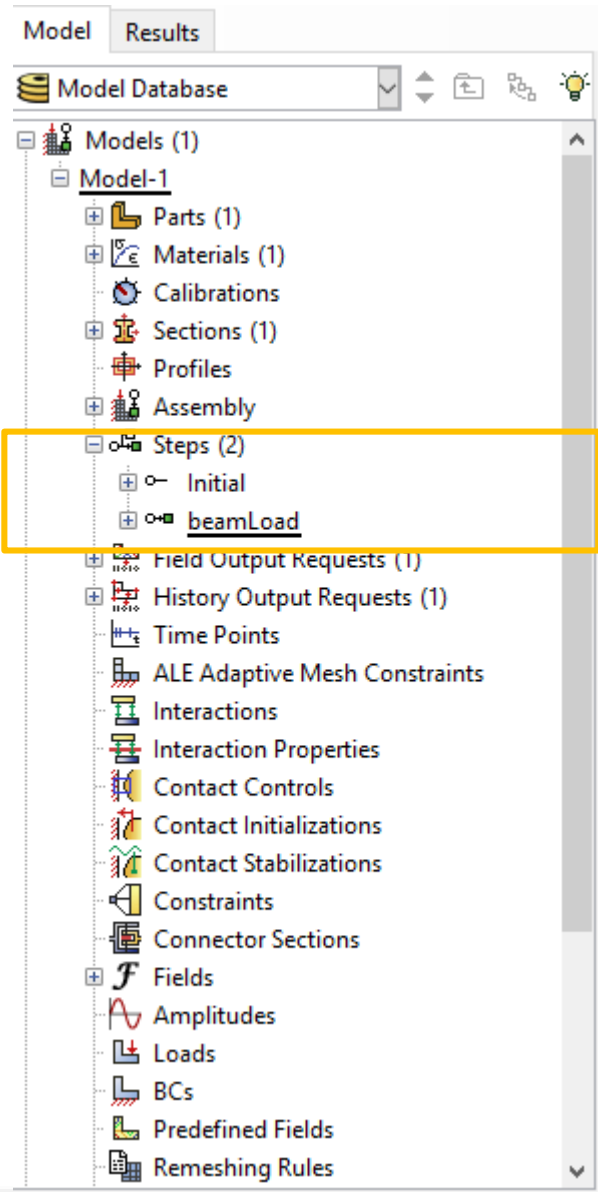 Model Results
Model Database
Models (1)
Model-1
Parts (1)
Materials (1)
Calibrations
Sections (1)
Profiles
Assembly
Steps (2)
Initial
beamLoad
Field Output Requests (1)
History Output Requests (1)
Time Points
ALE Adaptive Mesh Constraints
Interactions
Interaction Properties
Contact Controls
Contact Initializations
Contact Stabilizations
Constraints
Connector Sections
Fields
Amplitudes
Loads
BCs
Predefined Fields
Remeshing Rules